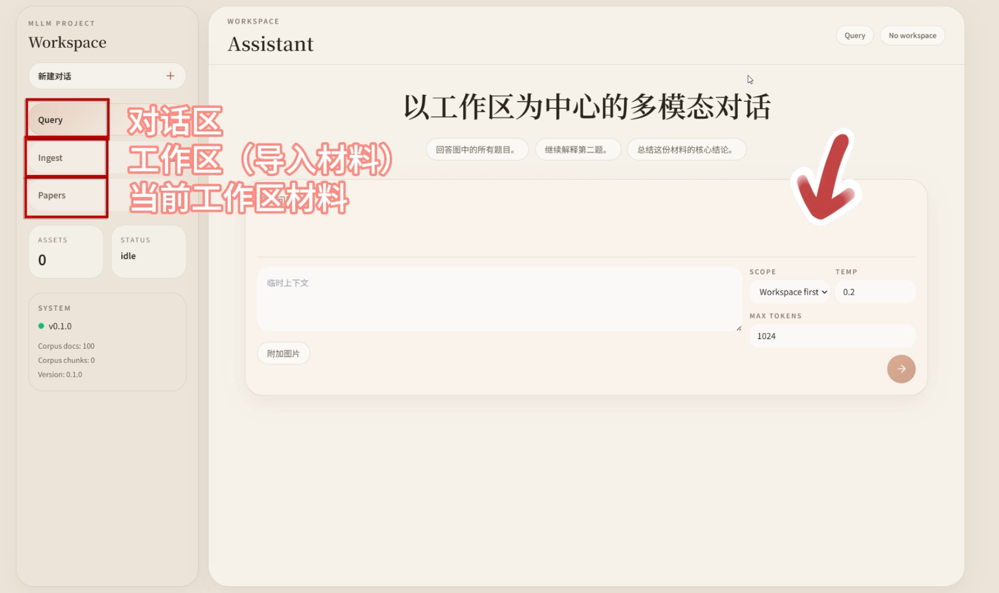 MLLM PROJECT
Workspace
新建对话
Query
Ingest
Papers
对话区
工作区（导入材料）
当前工作区材料
ASSETS
0
STATUS
idle
SYSTEM
v0.1.0
Corpus docs: 100
Corpus chunks: 0
Version: 0.1.0
WORKSPACE
Assistant
Query
No workspace
以工作区为中心的多模态对话
回答图中的所有题目。
继续解释第二题。
总结这份材料的核心结论。
临时上下文
SCOPE
Workspace first
TEMP
0.2
MAX TOKENS
1024
附加图片